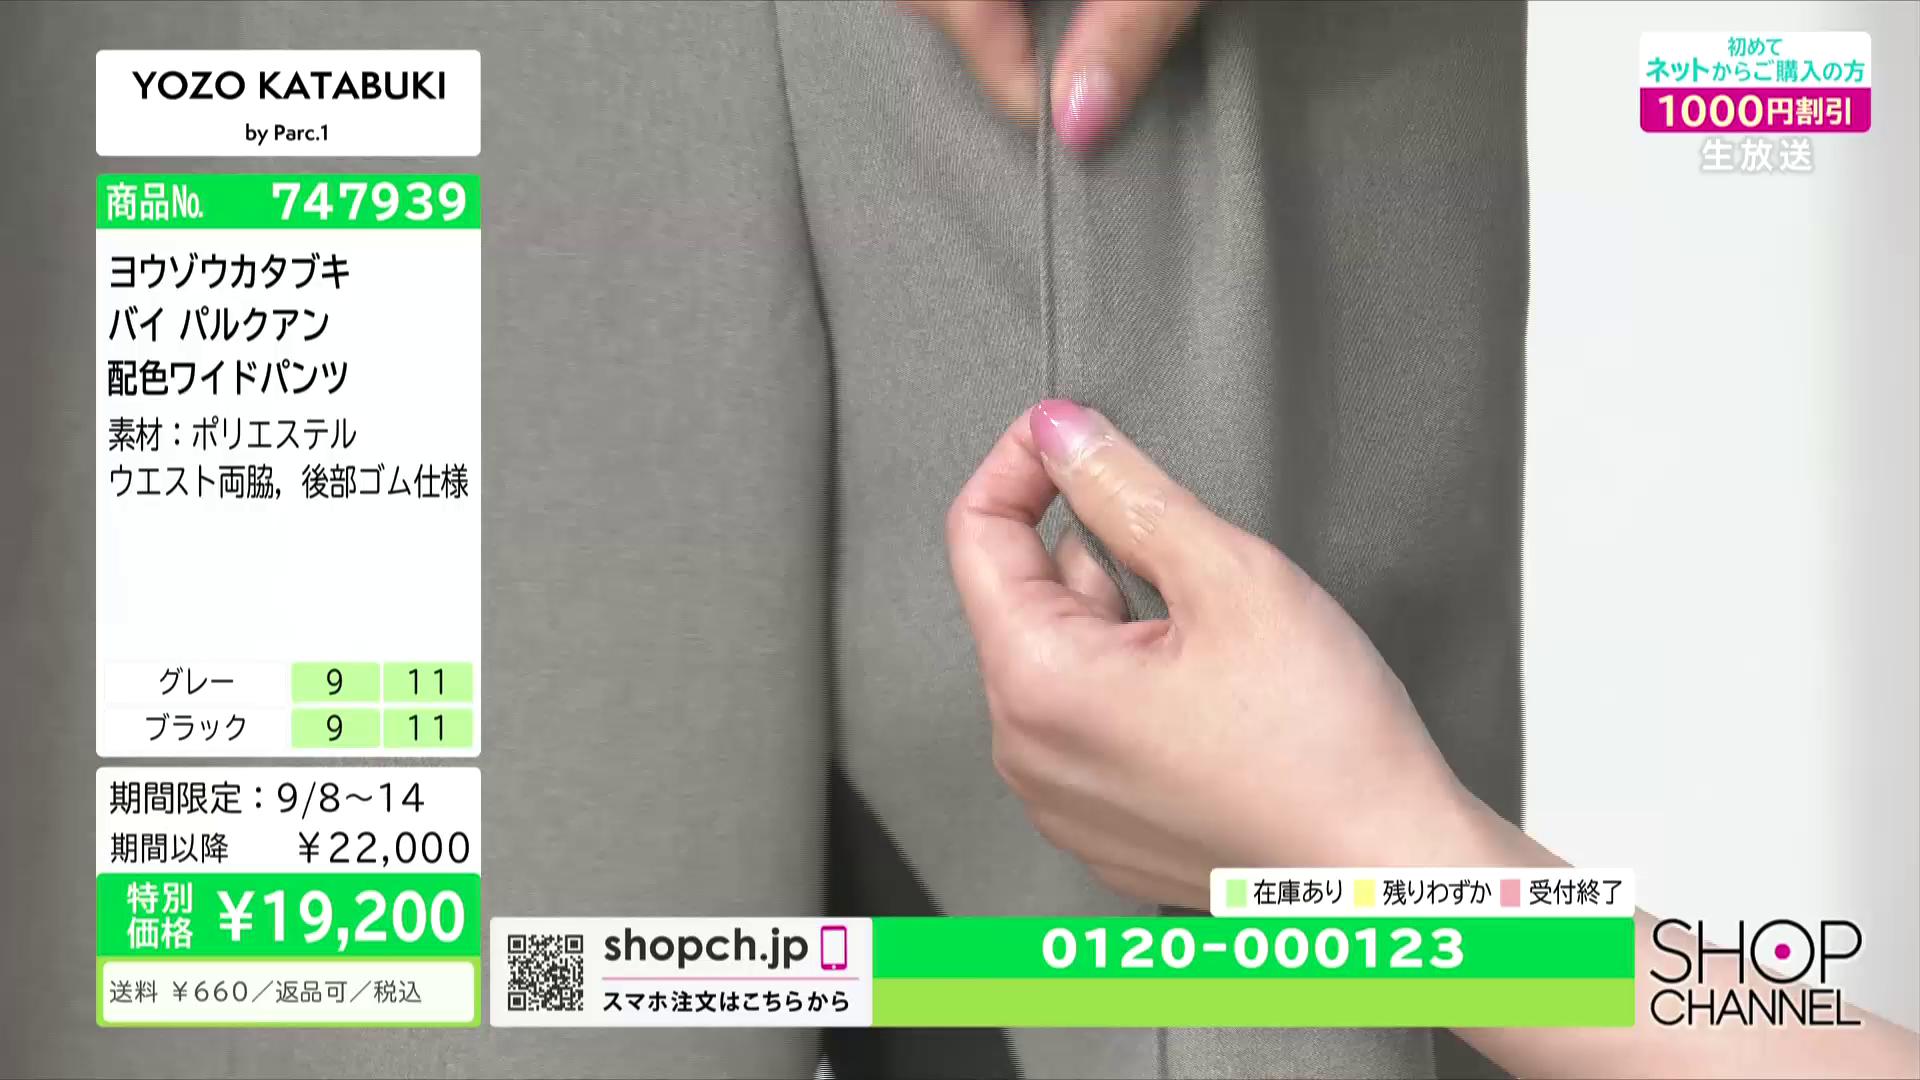 YOZO KATABUKI
by Parc.1
商品No. 747939
ヨウゾウカタブキ
バイ パルクアン
配色ワイドパンツ
素材：ポリエステル
ウエスト両脇，後部ゴム仕様
グレー 9 11
ブラック 9 11
期間限定：9/8～14
期間以降 ￥22,000
特別価格 ￥19,200
送料 ￥660／返品可／税込
初めて
ネットからご購入の方
1000円割引
生放送
在庫あり 残りわずか 受付終了
shopch.jp
スマホ注文はこちらから
0120-000123
SHOP
CHANNEL